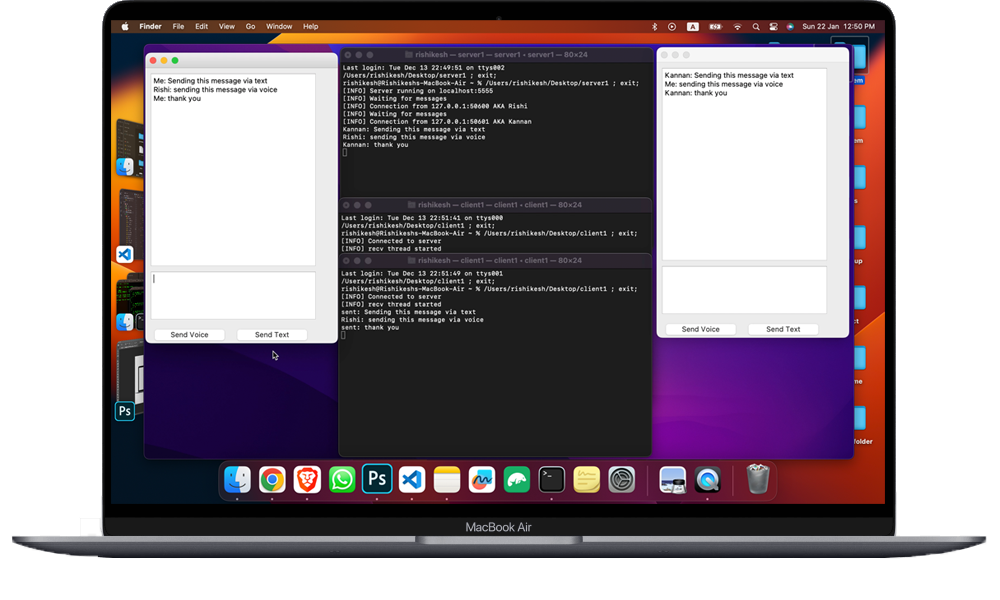 Finder File Edit View Go Window Help
A
Sun 22 Jan 12:50 PM
Me: Sending this message via text
Rishi: sending this message via voice
Me: thank you
Send Voice
Send Text
rishikesh — server1 — server1 • server1 — 80×24
Last login: Tue Dec 13 22:49:51 on ttys002
/Users/rishikesh/Desktop/server1 ; exit;
rishikesh@Rishikeshs-MacBook-Air ~ % /Users/rishikesh/Desktop/server1 ; exit;
[INFO] Server running on localhost:5555
[INFO] Waiting for messages
[INFO] Connection from 127.0.0.1:50600 AKA Rishi
[INFO] Waiting for messages
[INFO] Connection from 127.0.0.1:50601 AKA Kannan
Kannan: Sending this message via text
Rishi: sending this message via voice
Kannan: thank you
rishikesh — client1 — client1 • client1 — 80×24
Last login: Tue Dec 13 22:51:41 on ttys000
/Users/rishikesh/Desktop/client1 ; exit;
rishikesh@Rishikeshs-MacBook-Air ~ % /Users/rishikesh/Desktop/client1 ; exit;
[INFO] Connected to server
[INFO] recv thread started
rishikesh — client1 — client1 • client1 — 80×24
Last login: Tue Dec 13 22:51:49 on ttys001
/Users/rishikesh/Desktop/client1 ; exit;
rishikesh@Rishikeshs-MacBook-Air ~ % /Users/rishikesh/Desktop/client1 ; exit;
[INFO] Connected to server
[INFO] recv thread started
sent: Sending this message via text
Rishi: sending this message via voice
sent: thank you
Kannan: Sending this message via text
Me: sending this message via voice
Kannan: thank you
Send Voice
Send Text
folder
Ps
Ps
MacBook Air